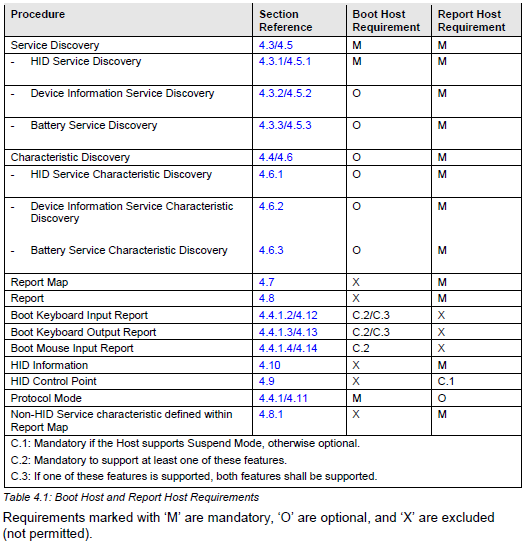 Procedure Section Reference Boot Host Requirement Report Host Requirement
Service Discovery 4.3/4.5 M M
- HID Service Discovery 4.3.1/4.5.1 M M
- Device Information Service Discovery 4.3.2/4.5.2 O M
- Battery Service Discovery 4.3.3/4.5.3 O M
Characteristic Discovery 4.4/4.6 O M
- HID Service Characteristic Discovery 4.6.1 O M
- Device Information Service Characteristic Discovery 4.6.2 O M
- Battery Service Characteristic Discovery 4.6.3 O M
Report Map 4.7 X M
Report 4.8 X M
Boot Keyboard Input Report 4.4.1.2/4.12 C.2/C.3 X
Boot Keyboard Output Report 4.4.1.3/4.13 C.2/C.3 X
Boot Mouse Input Report 4.4.1.4/4.14 C.2 X
HID Information 4.10 X M
HID Control Point 4.9 X C.1
Protocol Mode 4.4.1/4.11 M O
Non-HID Service characteristic defined within Report Map 4.8.1 X M
C.1: Mandatory if the Host supports Suspend Mode, otherwise optional.
C.2: Mandatory to support at least one of these features.
C.3: If one of these features is supported, both features shall be supported.
Table 4.1: Boot Host and Report Host Requirements
Requirements marked with ‘M’ are mandatory, ‘O’ are optional, and ‘X’ are excluded
(not permitted).